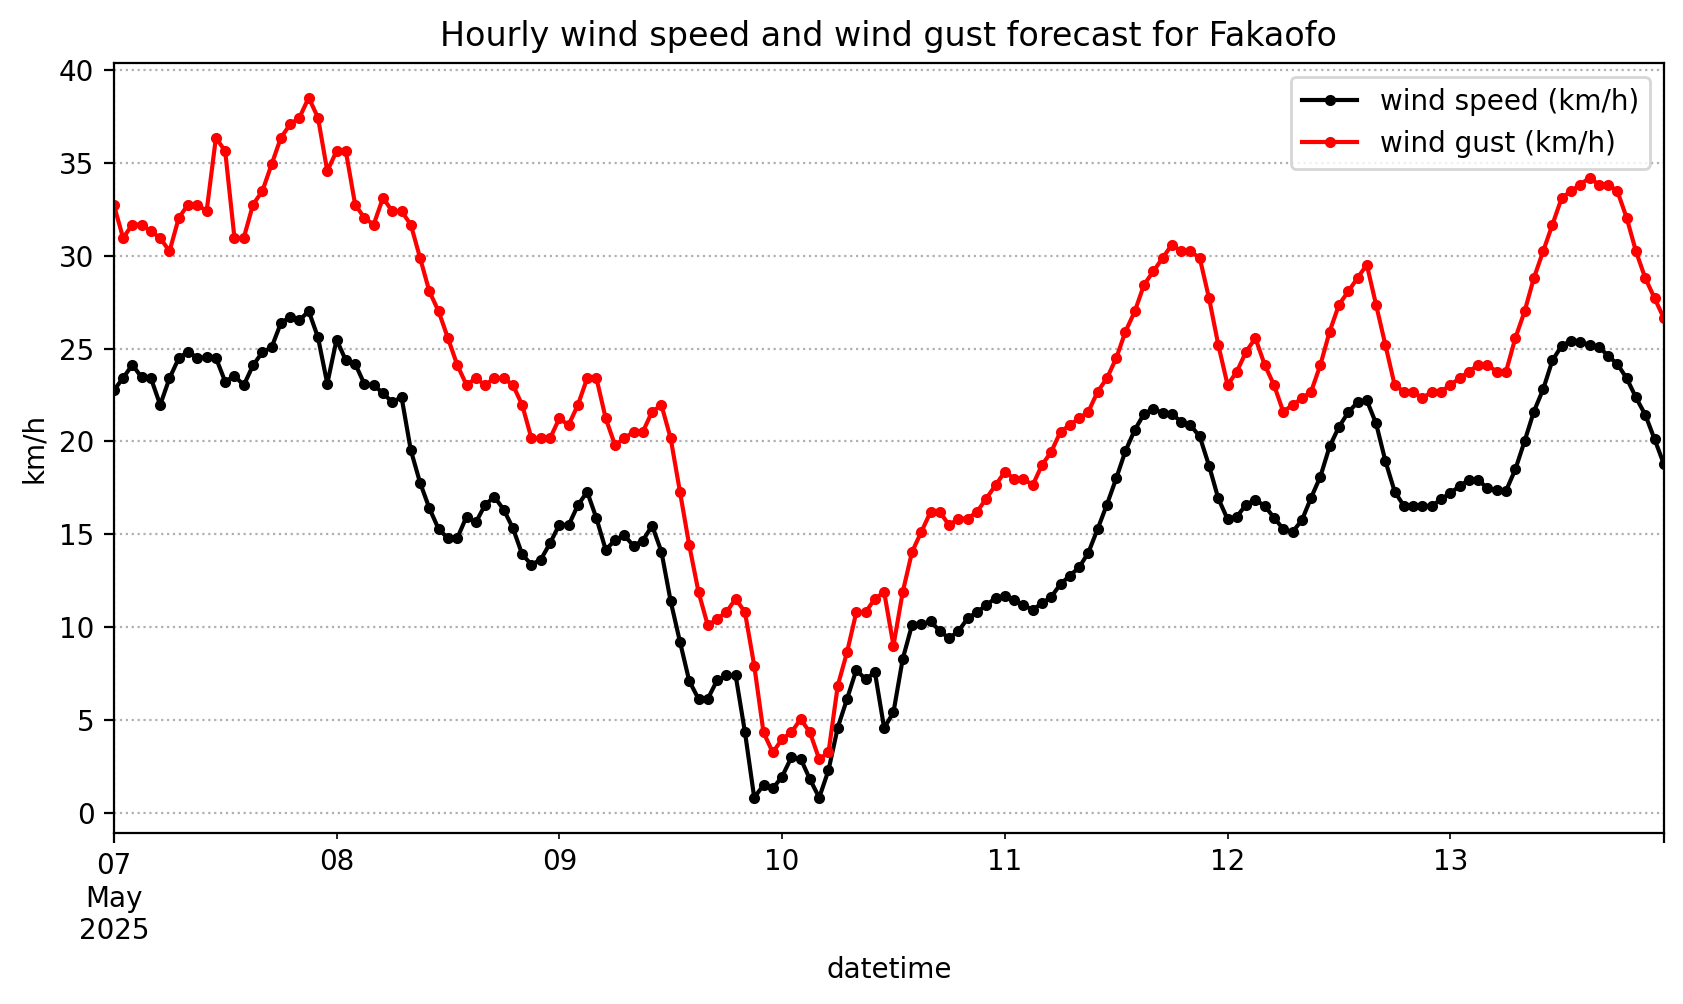 Hourly wind speed and wind gust forecast for Fakaofo
wind speed (km/h)
wind gust (km/h)
km/h
40
35
30
25
20
15
10
5
0
07 08 09 10 11 12 13
May
2025
datetime